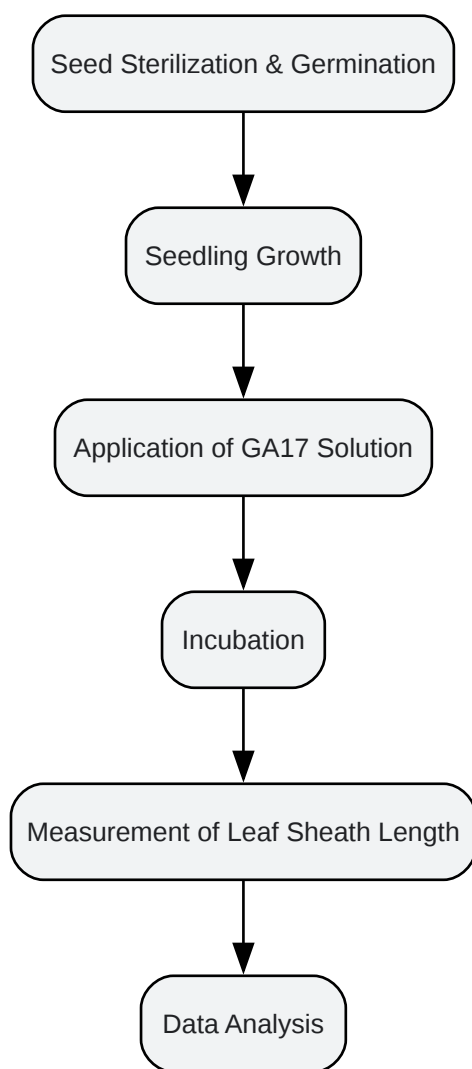 Seed Sterilization & Germination
Seedling Growth
Application of GA17 Solution
Incubation
Measurement of Leaf Sheath Length
Data Analysis